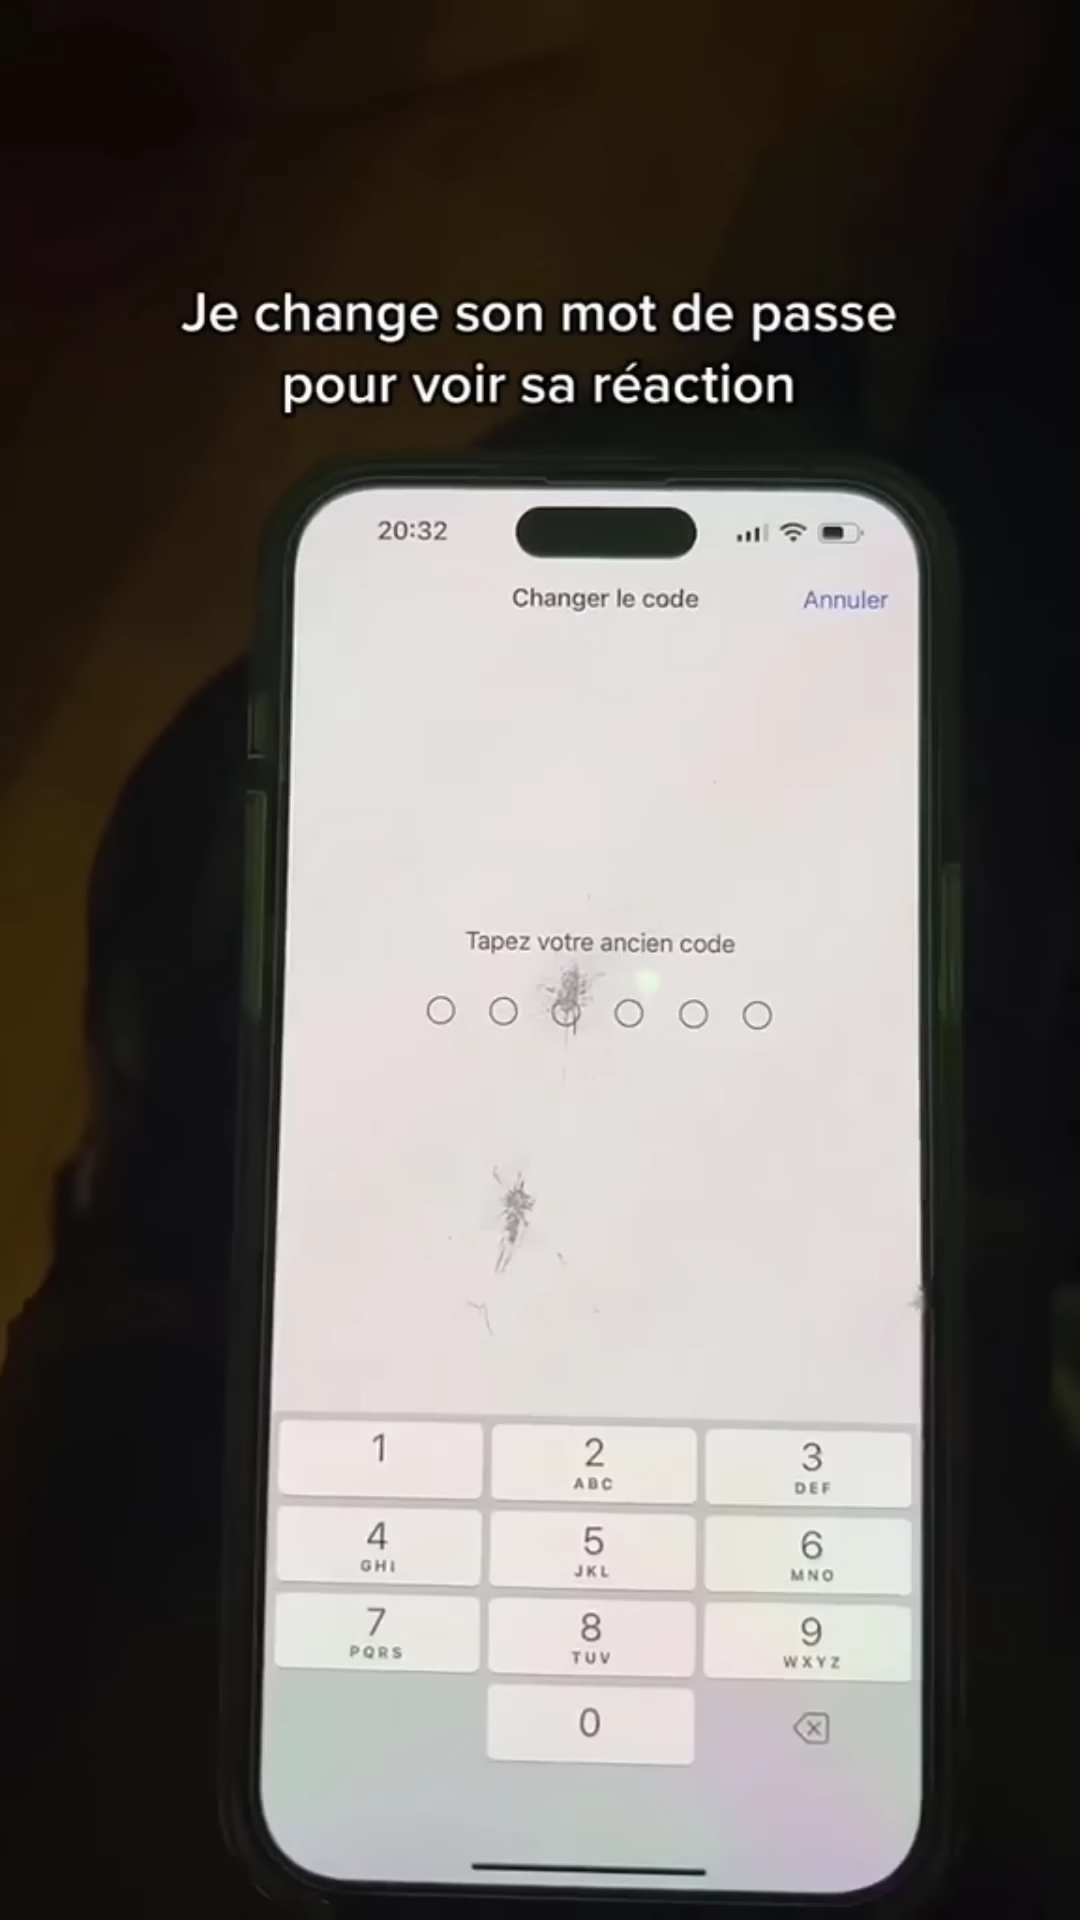 Je change son mot de passe
pour voir sa réaction
20:32
Changer le code
Annuler
Tapez votre ancien code
1
2
ABC
3
DEF
4
GHI
5
JKL
6
MNO
7
PQRS
8
TUV
9
WXYZ
0